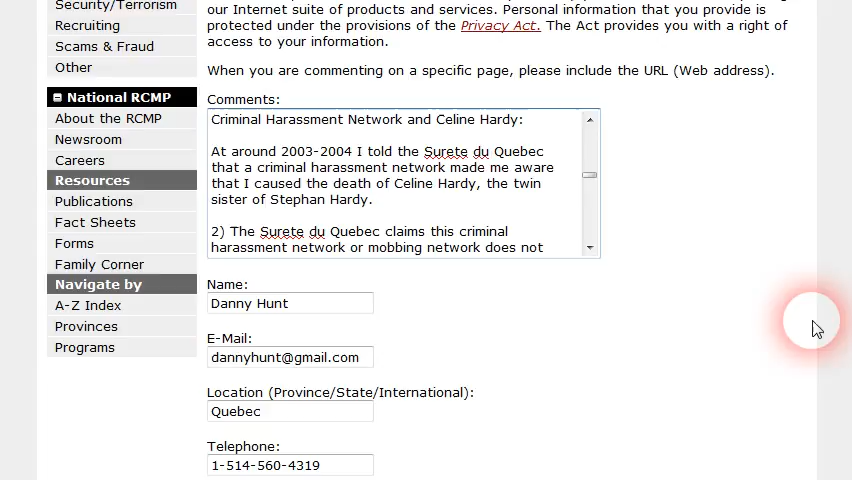 Security/Terrorism
Recruiting
Scams & Fraud
Other
National RCMP
About the RCMP
Newsroom
Careers
Resources
Publications
Fact Sheets
Forms
Family Corner
Navigate by
A-Z Index
Provinces
Programs
our Internet suite of products and services. Personal information that you provide is
protected under the provisions of the Privacy Act. The Act provides you with a right of
access to your information.
When you are commenting on a specific page, please include the URL (Web address).
Comments:
Criminal Harassment Network and Celine Hardy:
At around 2003-2004 I told the Surete du Quebec
that a criminal harassment network made me aware
that I caused the death of Celine Hardy, the twin
sister of Stephan Hardy.
2) The Surete du Quebec claims this criminal
harassment network or mobbing network does not
Name:
Danny Hunt
E-Mail:
dannyhunt@gmail.com
Location (Province/State/International):
Quebec
Telephone:
1-514-560-4319